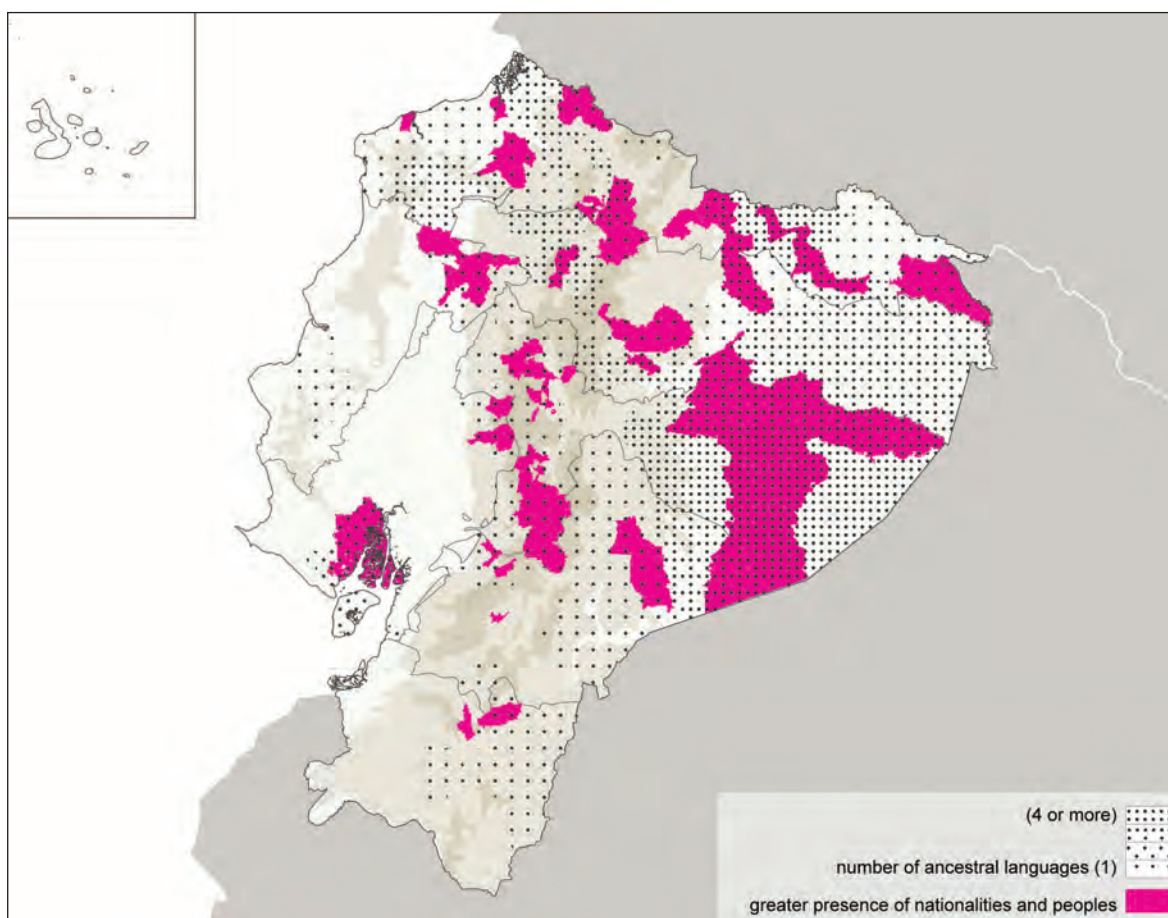 (4 or more)
number of ancestral languages (1)
greater presence of nationalities and peoples